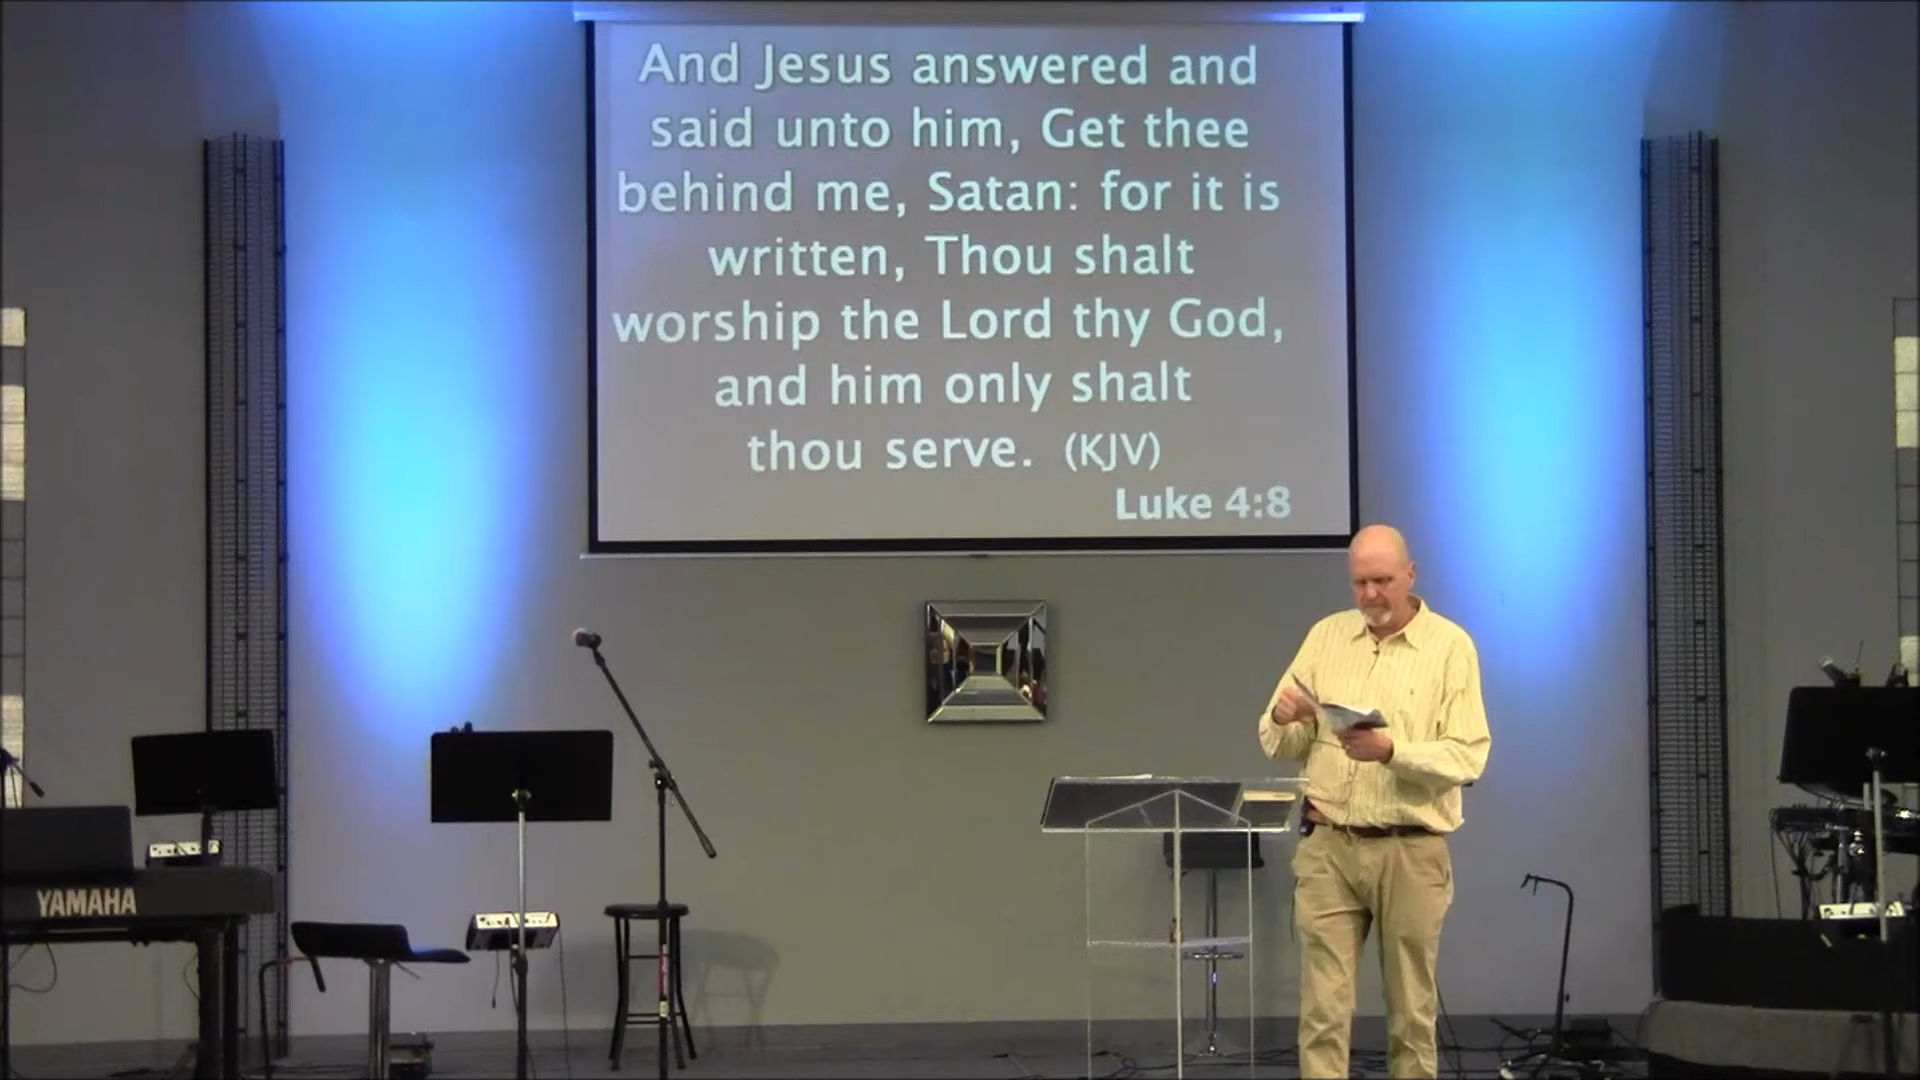 And Jesus answered and
said unto him, Get thee
behind me, Satan: for it is
written, Thou shalt
worship the Lord thy God,
and him only shalt
thou serve. (KJV)
Luke 4:8
YAMAHA